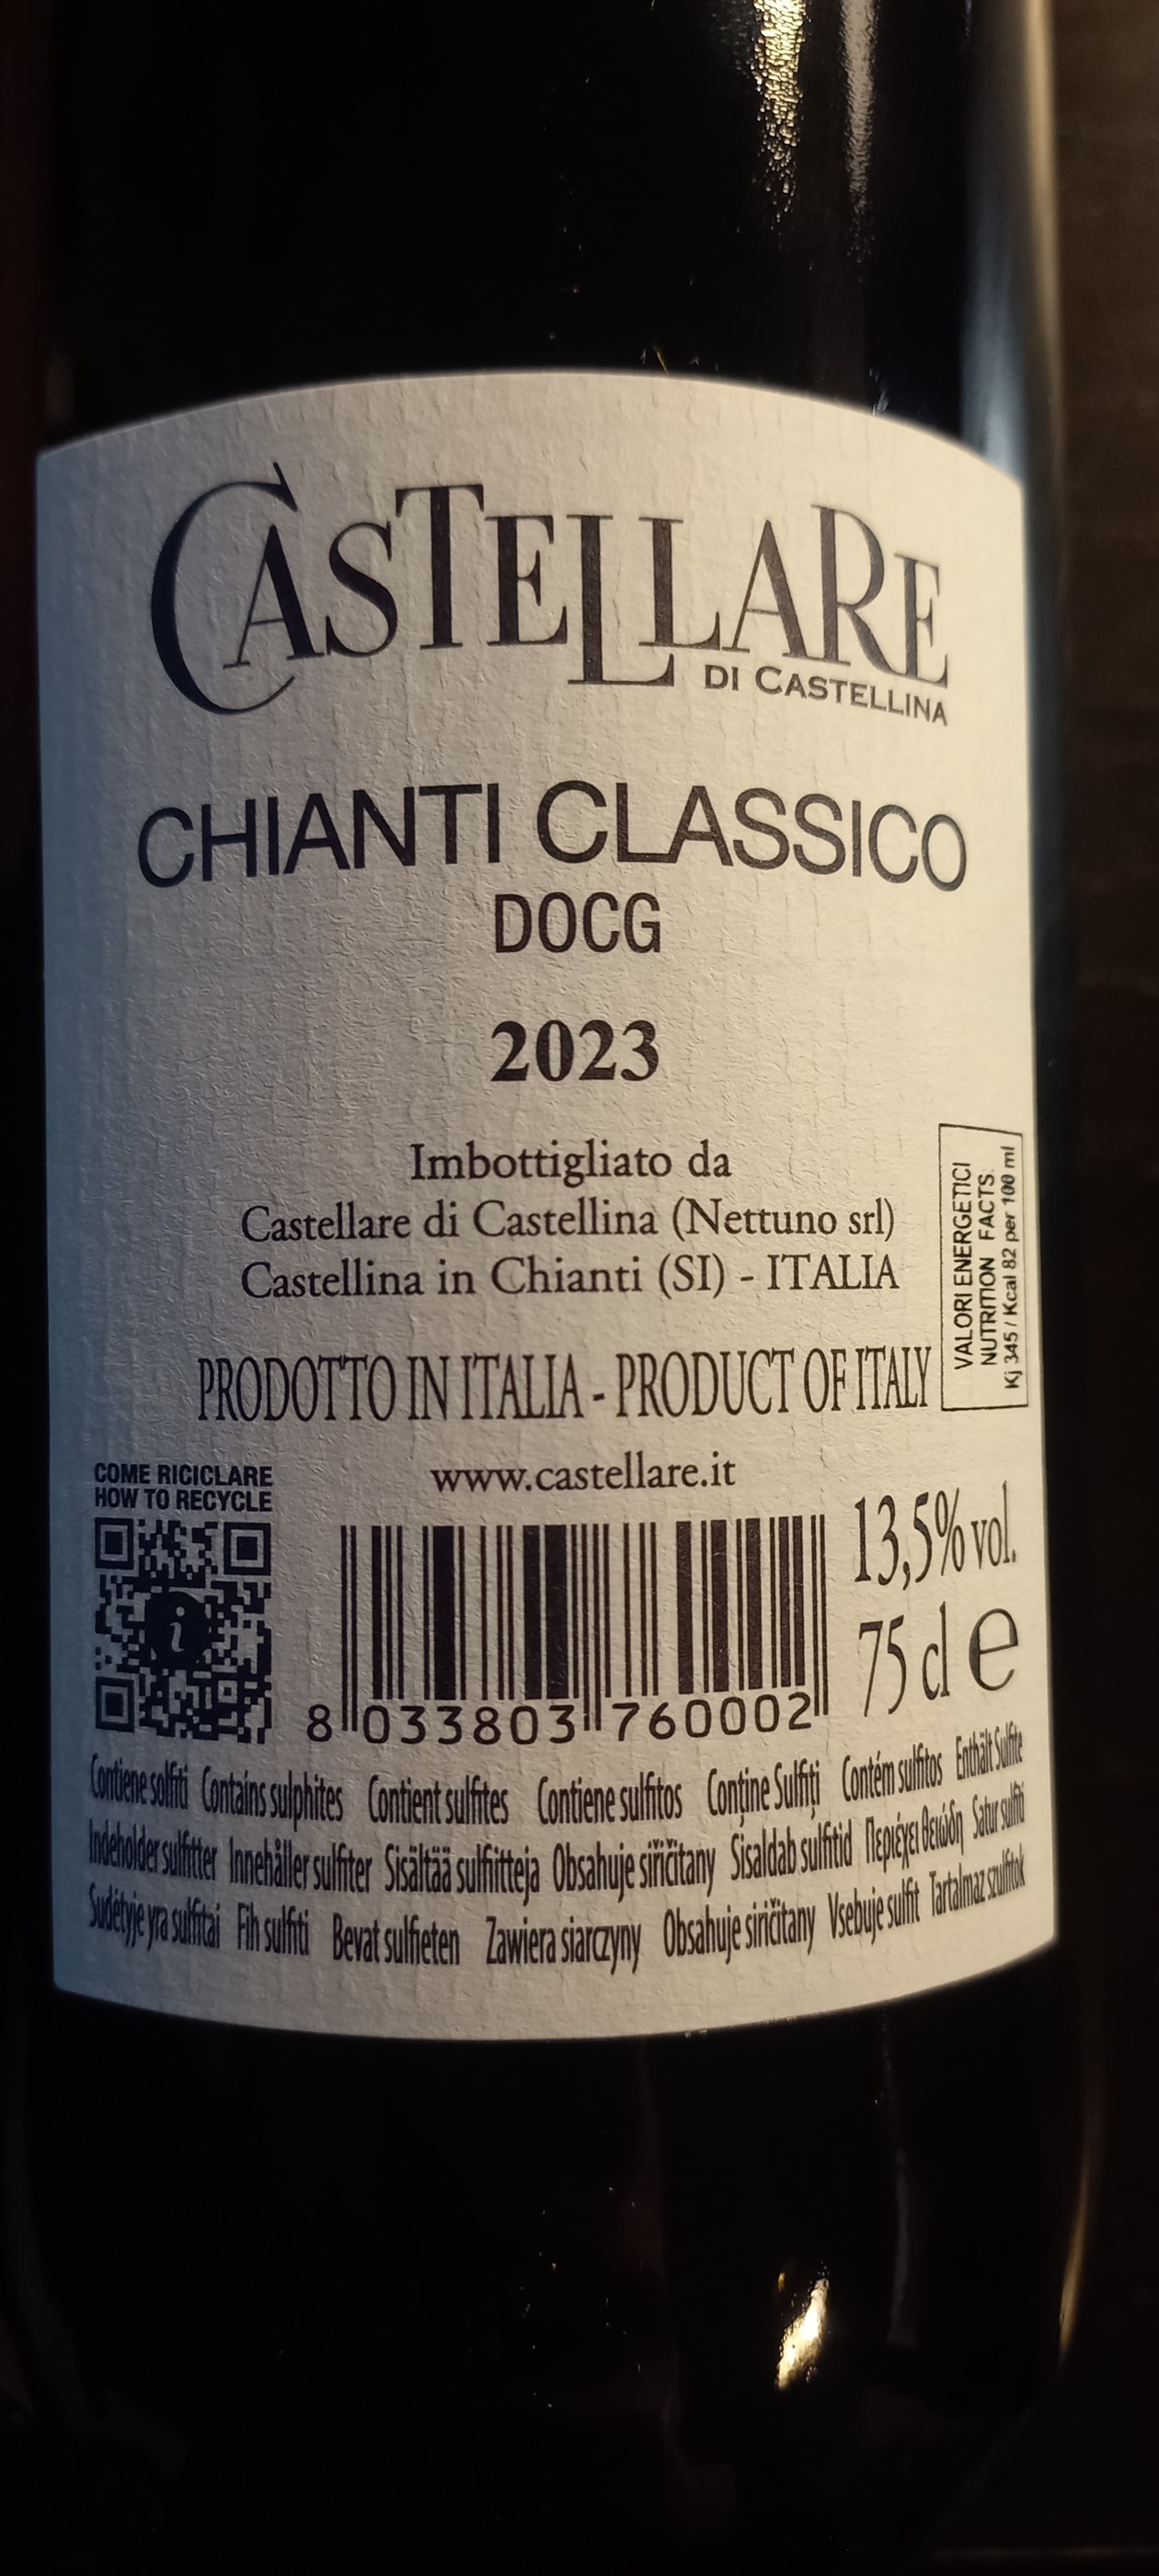 CASTELLARE
DI CASTELLINA
CHIANTI CLASSICO
DOCG
2023
Imbottigliato da
Castellare di Castellina (Nettuno srl)
Castellina in Chianti (SI) - ITALIA
VALORI ENERGETICI
NUTRITION FACTS:
Kj 345 / Kcal 82 per 100 ml
PRODOTTO IN ITALIA - PRODUCT OF ITALY
www.castellare.it
COME RICICLARE
HOW TO RECYCLE
i
8 033803 760002
13,5% vol.
75 cl e
Contiene solfiti Contains sulphites Contient sulfites Contiene sulfitos Conține Sulfiți Contém sulfitos Enthält Sulfite
Indeholder sulfitter Innehåller sulfiter Sisältää sulfiitteja Obsahuje siřičitany Sisaldab sulfitid Περιέχει θειώδη Satur sulfīti
Sudėtyje yra sulfitai Fih sulfiti Bevat sulfieten Zawiera siarczyny Obsahuje siričitany Vsebuje sulfit Tartalmaz szulfitok